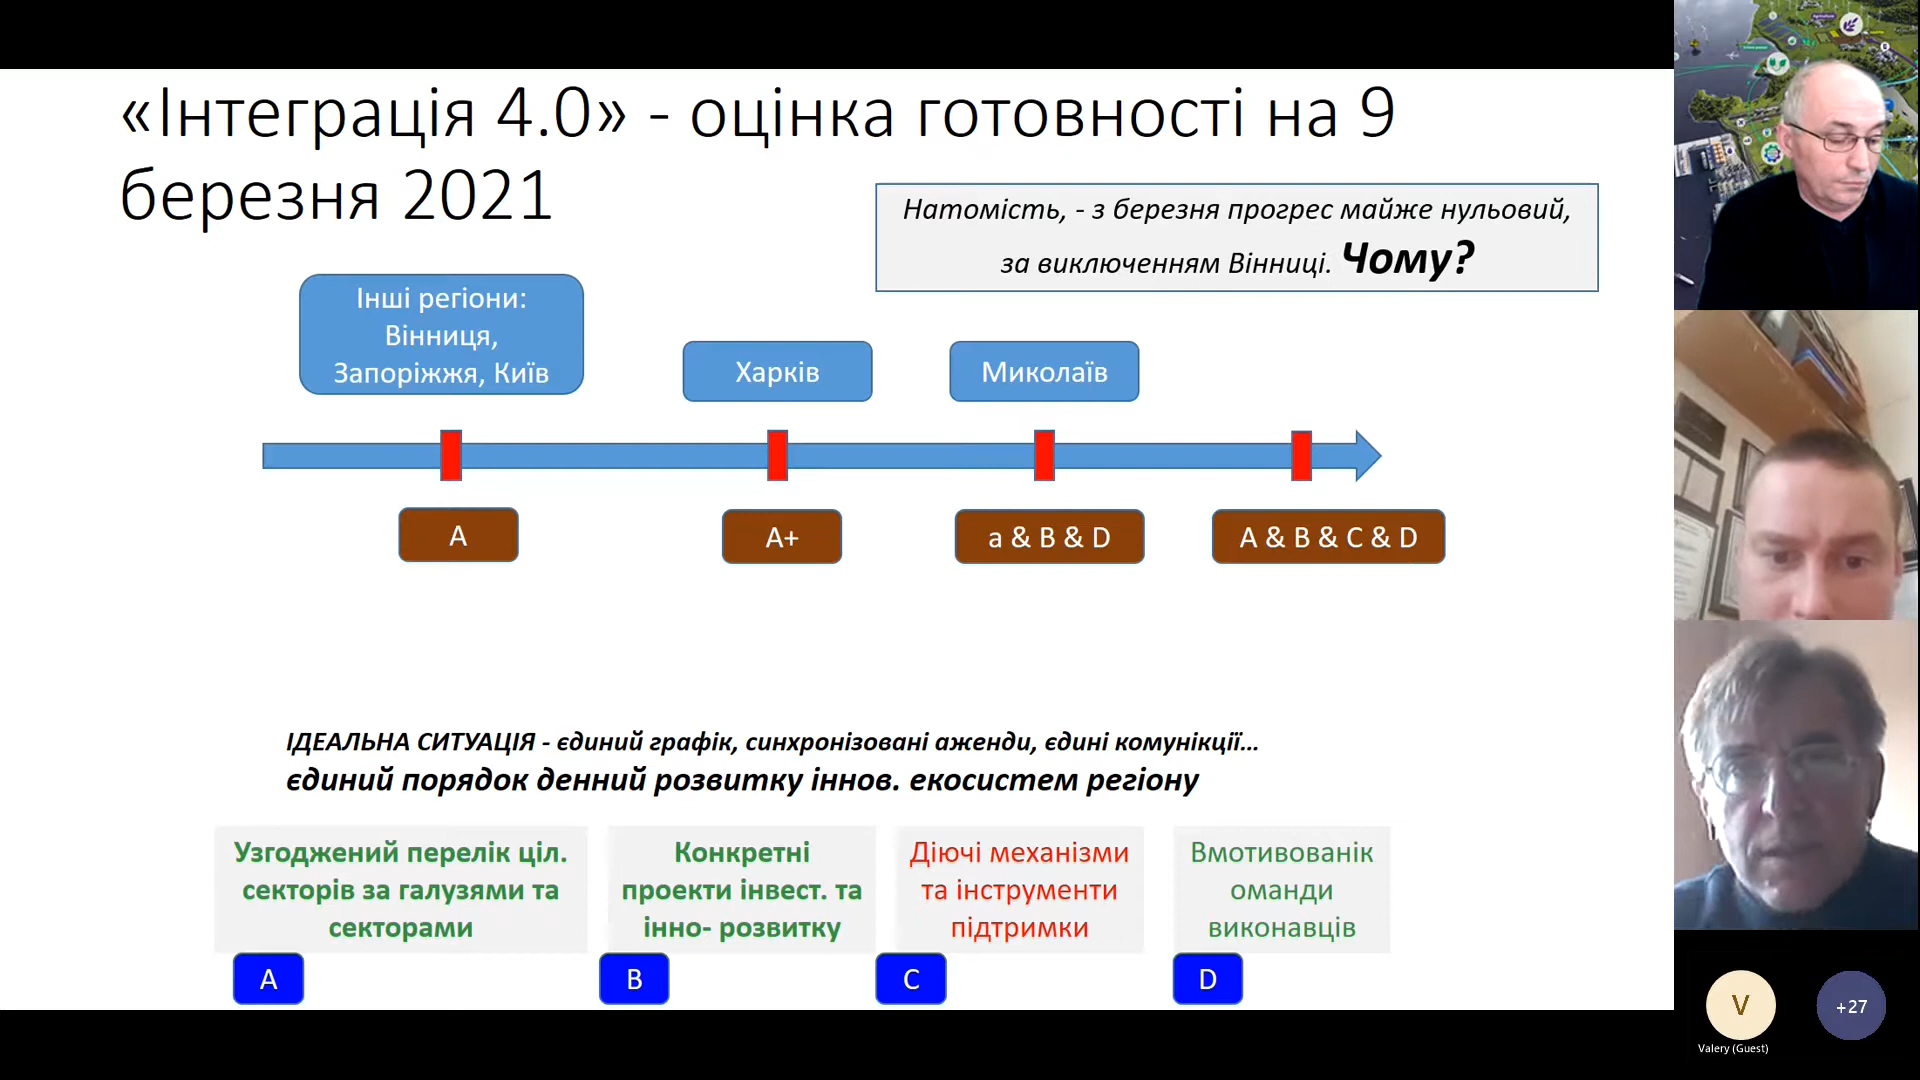 «Інтеграція 4.0» - оцінка готовності на 9
березня 2021
Натомість, - з березня прогрес майже нульовий,
за виключенням Вінниці. Чому?
Інші регіони:
Вінниця,
Запоріжжя, Київ
Харків
Миколаїв
А
А+
а & B & D
A & B & C & D
ІДЕАЛЬНА СИТУАЦІЯ - єдиний графік, синхронізовані аженди, єдині комунікції...
єдиний порядок денний розвитку іннов. екосистем регіону
Узгоджений перелік ціл.
секторів за галузями та
секторами
A
Конкретні
проекти інвест. та
інно- розвитку
B
Діючі механізми
та інструменти
підтримки
C
Вмотивованік
оманди
виконавців
D
V
Valery (Guest)
+27